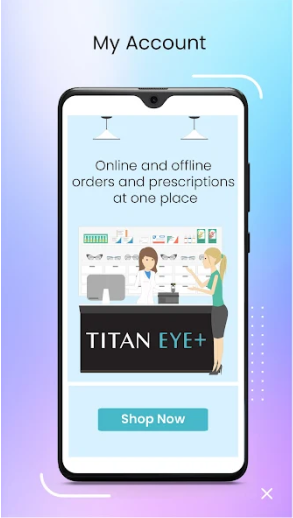 My Account
Online and offline
orders and prescriptions
at one place
TITAN EYE+
Shop Now